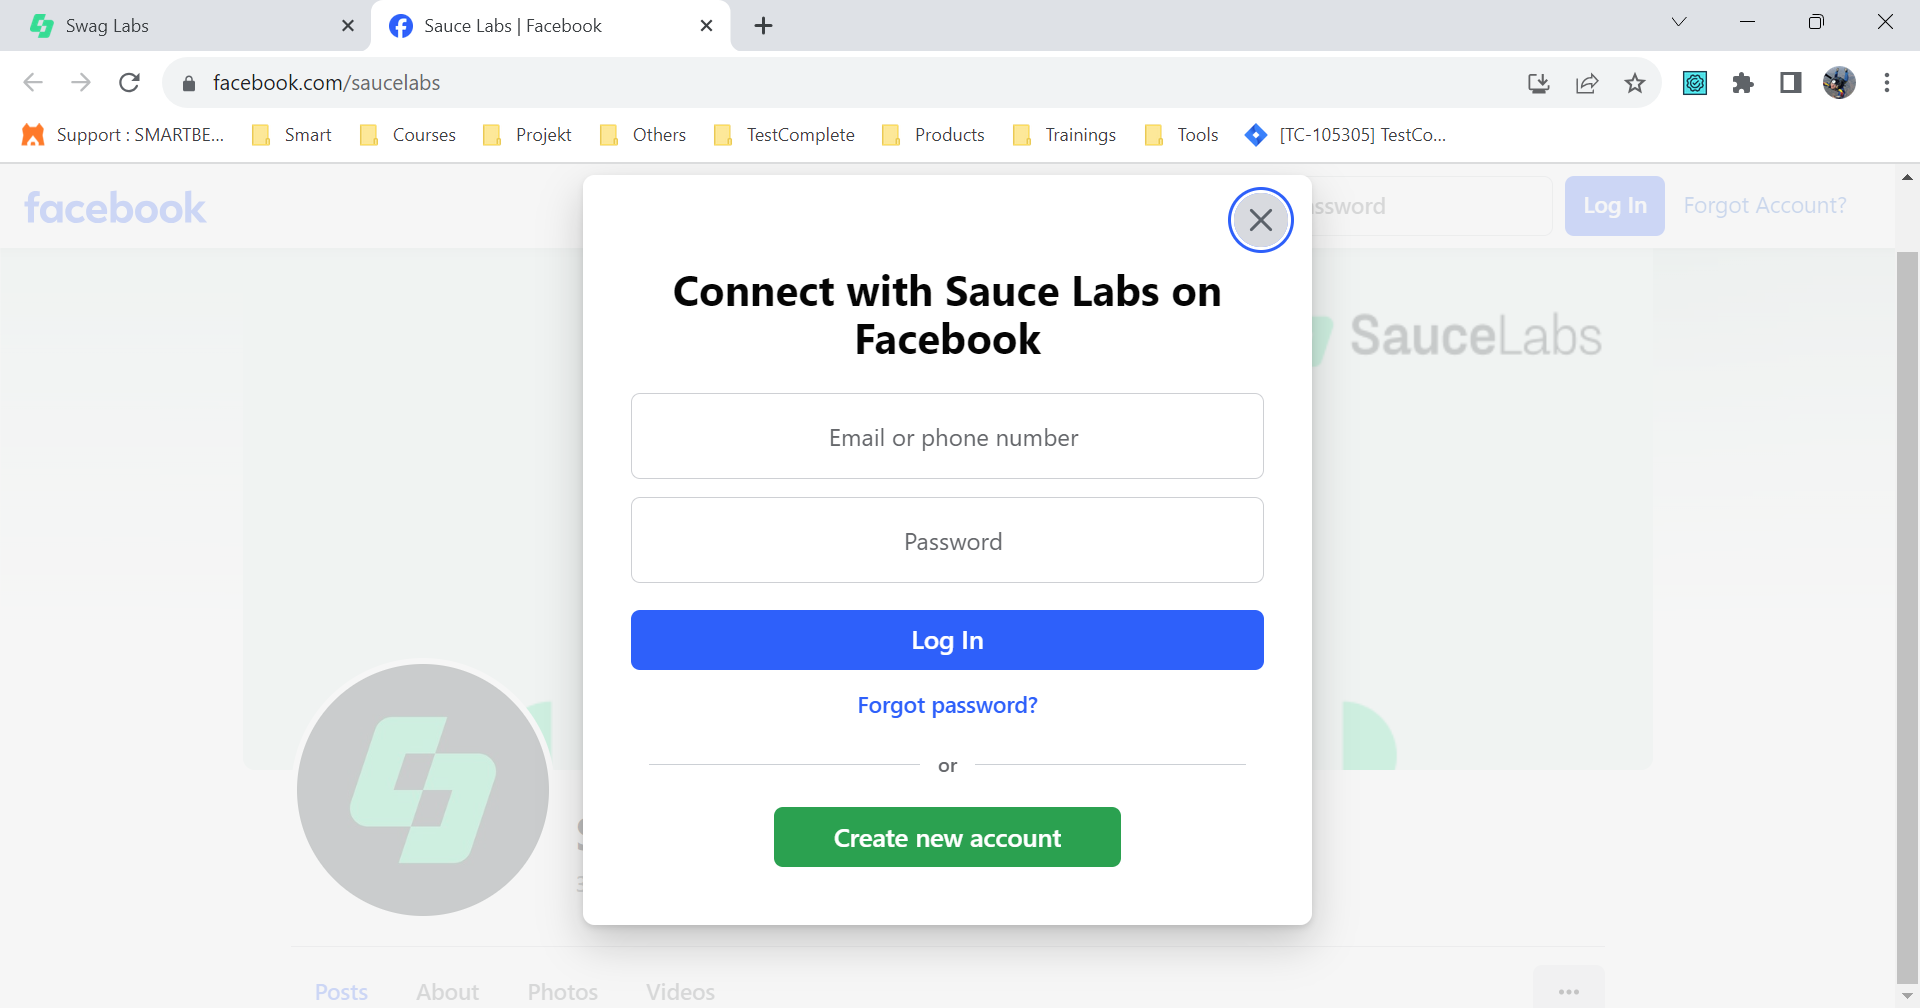 Swag Labs
Sauce Labs | Facebook
facebook.com/saucelabs
Support : SMARTBE...
Smart
Courses
Projekt
Others
TestComplete
Products
Trainings
Tools
[TC-105305] TestCo...
facebook
ssword
Log In
Forgot Account?
SauceLabs
Connect with Sauce Labs on
Facebook
Email or phone number
Password
Log In
Forgot password?
or
Create new account
Posts
About
Photos
Videos